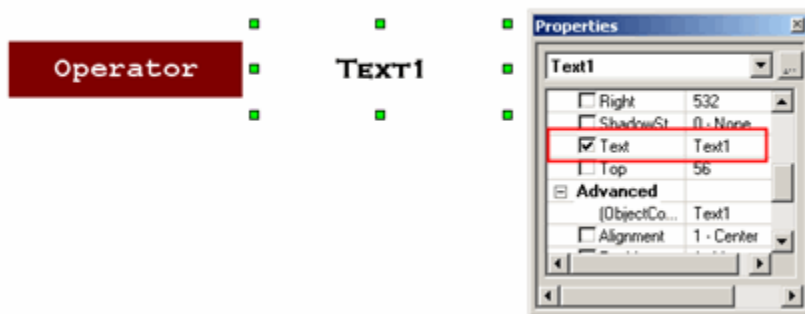 Operator
Text1
Properties
Text1
Right 532
ShadowSt 0 - None
Text Text1
Top 56
Advanced
(ObjectCo... Text1
Alignment 1 - Center